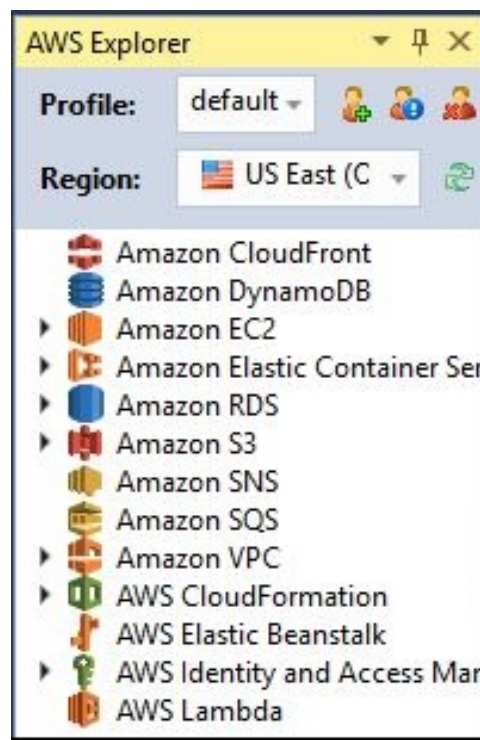 AWS Explorer
Profile: default
Region: US East (C
Amazon CloudFront
Amazon DynamoDB
Amazon EC2
Amazon Elastic Container Ser
Amazon RDS
Amazon S3
Amazon SNS
Amazon SQS
Amazon VPC
AWS CloudFormation
AWS Elastic Beanstalk
AWS Identity and Access Mar
AWS Lambda